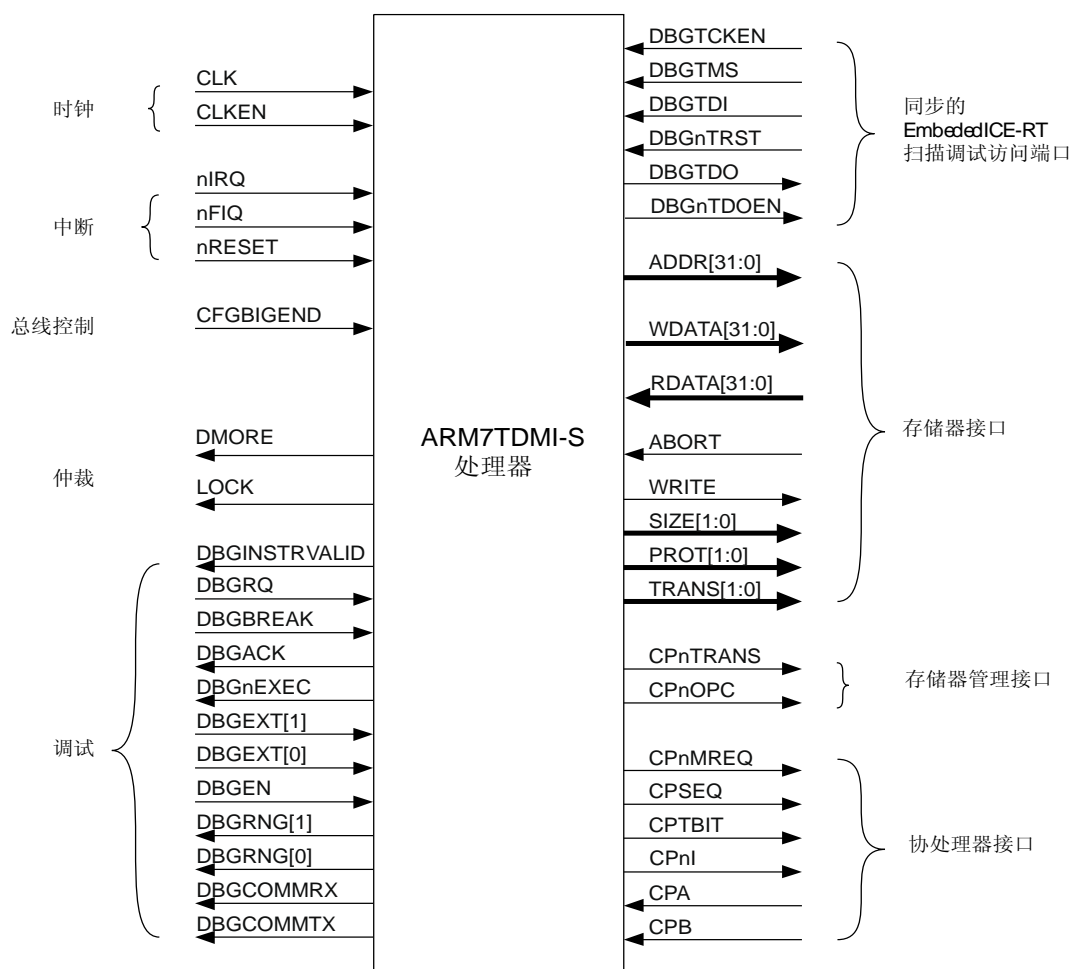 时钟
CLK
CLKEN
中断
nIRQ
nFIQ
nRESET
总线控制
CFGBIGEND
仲裁
DMORE
LOCK
调试
DBGINSTRVALID
DBGRQ
DBGBREAK
DBGACK
DBGnEXEC
DBGEXT[1]
DBGEXT[0]
DBGEN
DBGRNG[1]
DBGRNG[0]
DBGCOMMRX
DBGCOMMTX
ARM7TDMI-S
处理器
DBGTCKEN
DBGTMS
DBGTDI
DBGnTRST
DBGTDO
DBGnTDOEN
同步的
EmbededICE-RT
扫描调试访问端口
ADDR[31:0]
WDATA[31:0]
RDATA[31:0]
ABORT
WRITE
SIZE[1:0]
PROT[1:0]
TRANS[1:0]
存储器接口
CPnTRANS
CPnOPC
存储器管理接口
CPnMREQ
CPSEQ
CPTBIT
CPnI
CPA
CPB
协处理器接口